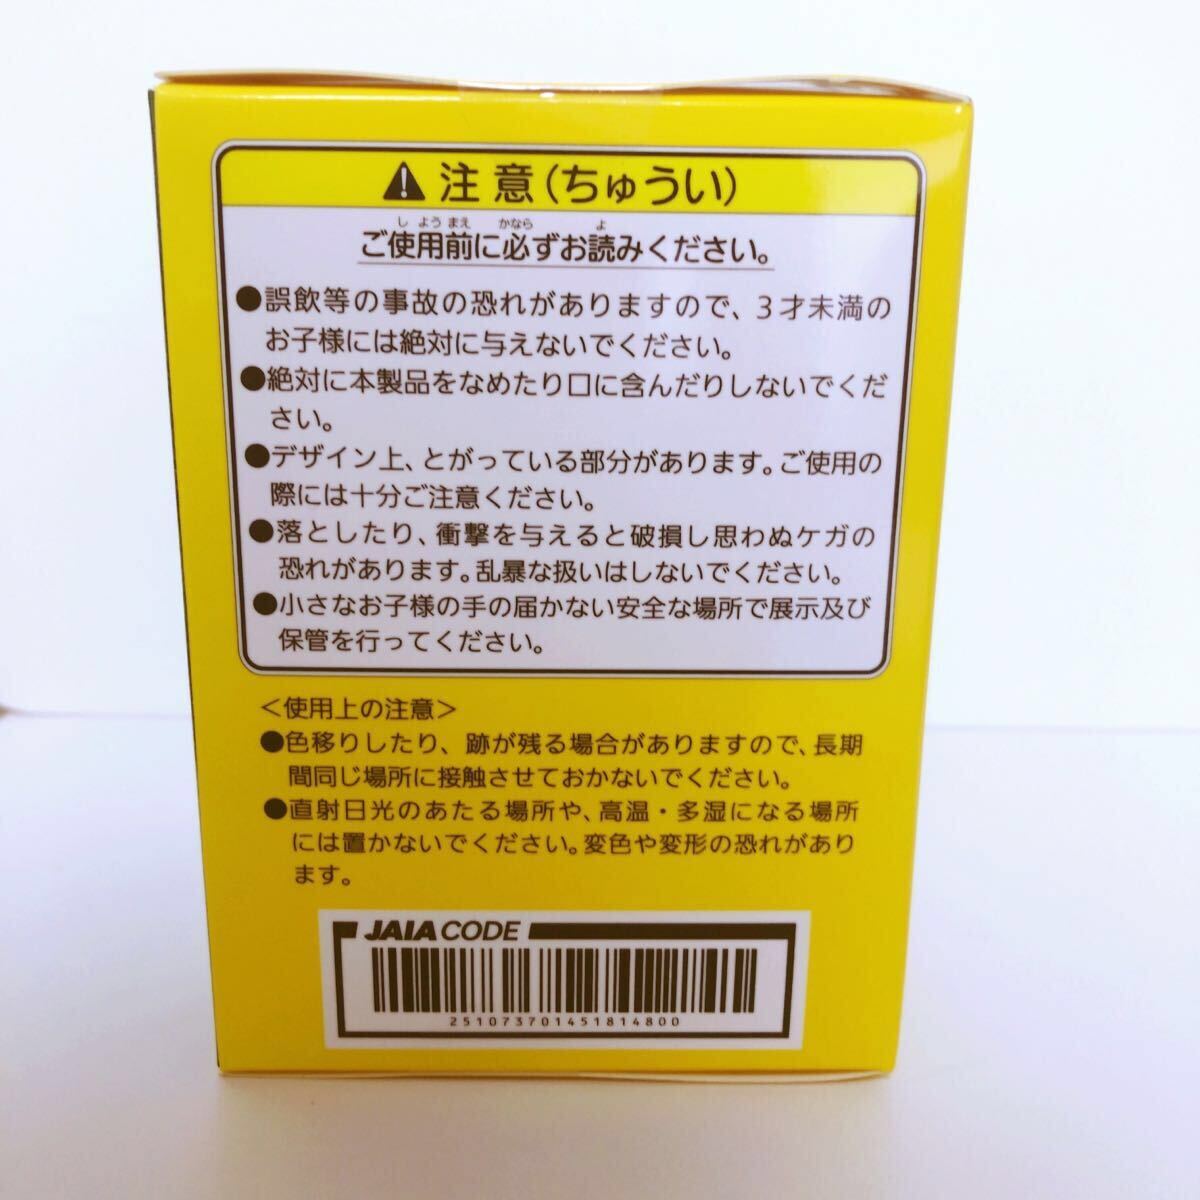 注意(ちゅうい)
しようまえ かなら よ
ご使用前に必ずお読みください。
●誤飲等の事故の恐れがありますので、3才未満の
お子様には絶対に与えないでください。
●絶対に本製品をなめたり口に含んだりしないでくだ
さい。
●デザイン上、とがっている部分があります。ご使用の
際には十分ご注意ください。
●落としたり、衝撃を与えると破損し思わぬケガの
恐れがあります。乱暴な扱いはしないでください。
●小さなお子様の手の届かない安全な場所で展示及び
保管を行ってください。
<使用上の注意>
●色移りしたり、跡が残る場合がありますので、長期
間同じ場所に接触させておかないでください。
●直射日光のあたる場所や、高温・多湿になる場所
には置かないでください。変色や変形の恐れがあり
ます。
JAIA CODE
251073701451814800